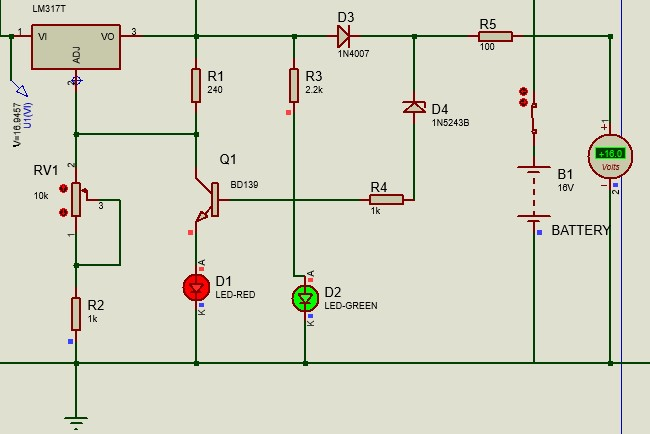 LM317T
1 VI VO 3
ADJ
2
V=16.9457
U1(VI)
D3
1N4007
R5
100
R1
240
R3
2.2k
D4
1N5243B
+1
+16.0
Volts
- 2
Q1
BD139
RV1
10k
2
3
1
R4
1k
B1
16V
BATTERY
A
D1
LED-RED
K
A
D2
LED-GREEN
K
R2
1k